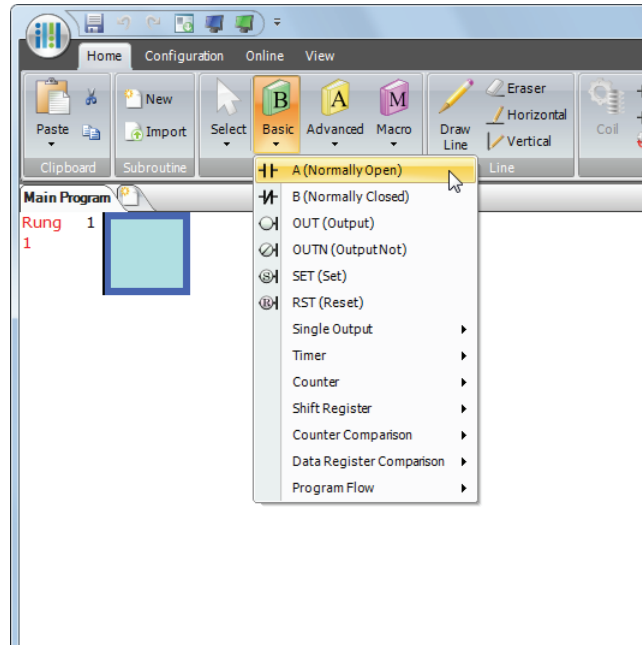 Home Configuration Online View
New
Import
Paste
Clipboard
Subroutine
Select
B
Basic
A
Advanced
M
Macro
Draw
Line
Eraser
Horizontal
Vertical
Line
Coil
Main Program
Rung 1
1
A (Normally Open)
B (Normally Closed)
OUT (Output)
OUTN (Output Not)
S SET (Set)
R RST (Reset)
Single Output
Timer
Counter
Shift Register
Counter Comparison
Data Register Comparison
Program Flow